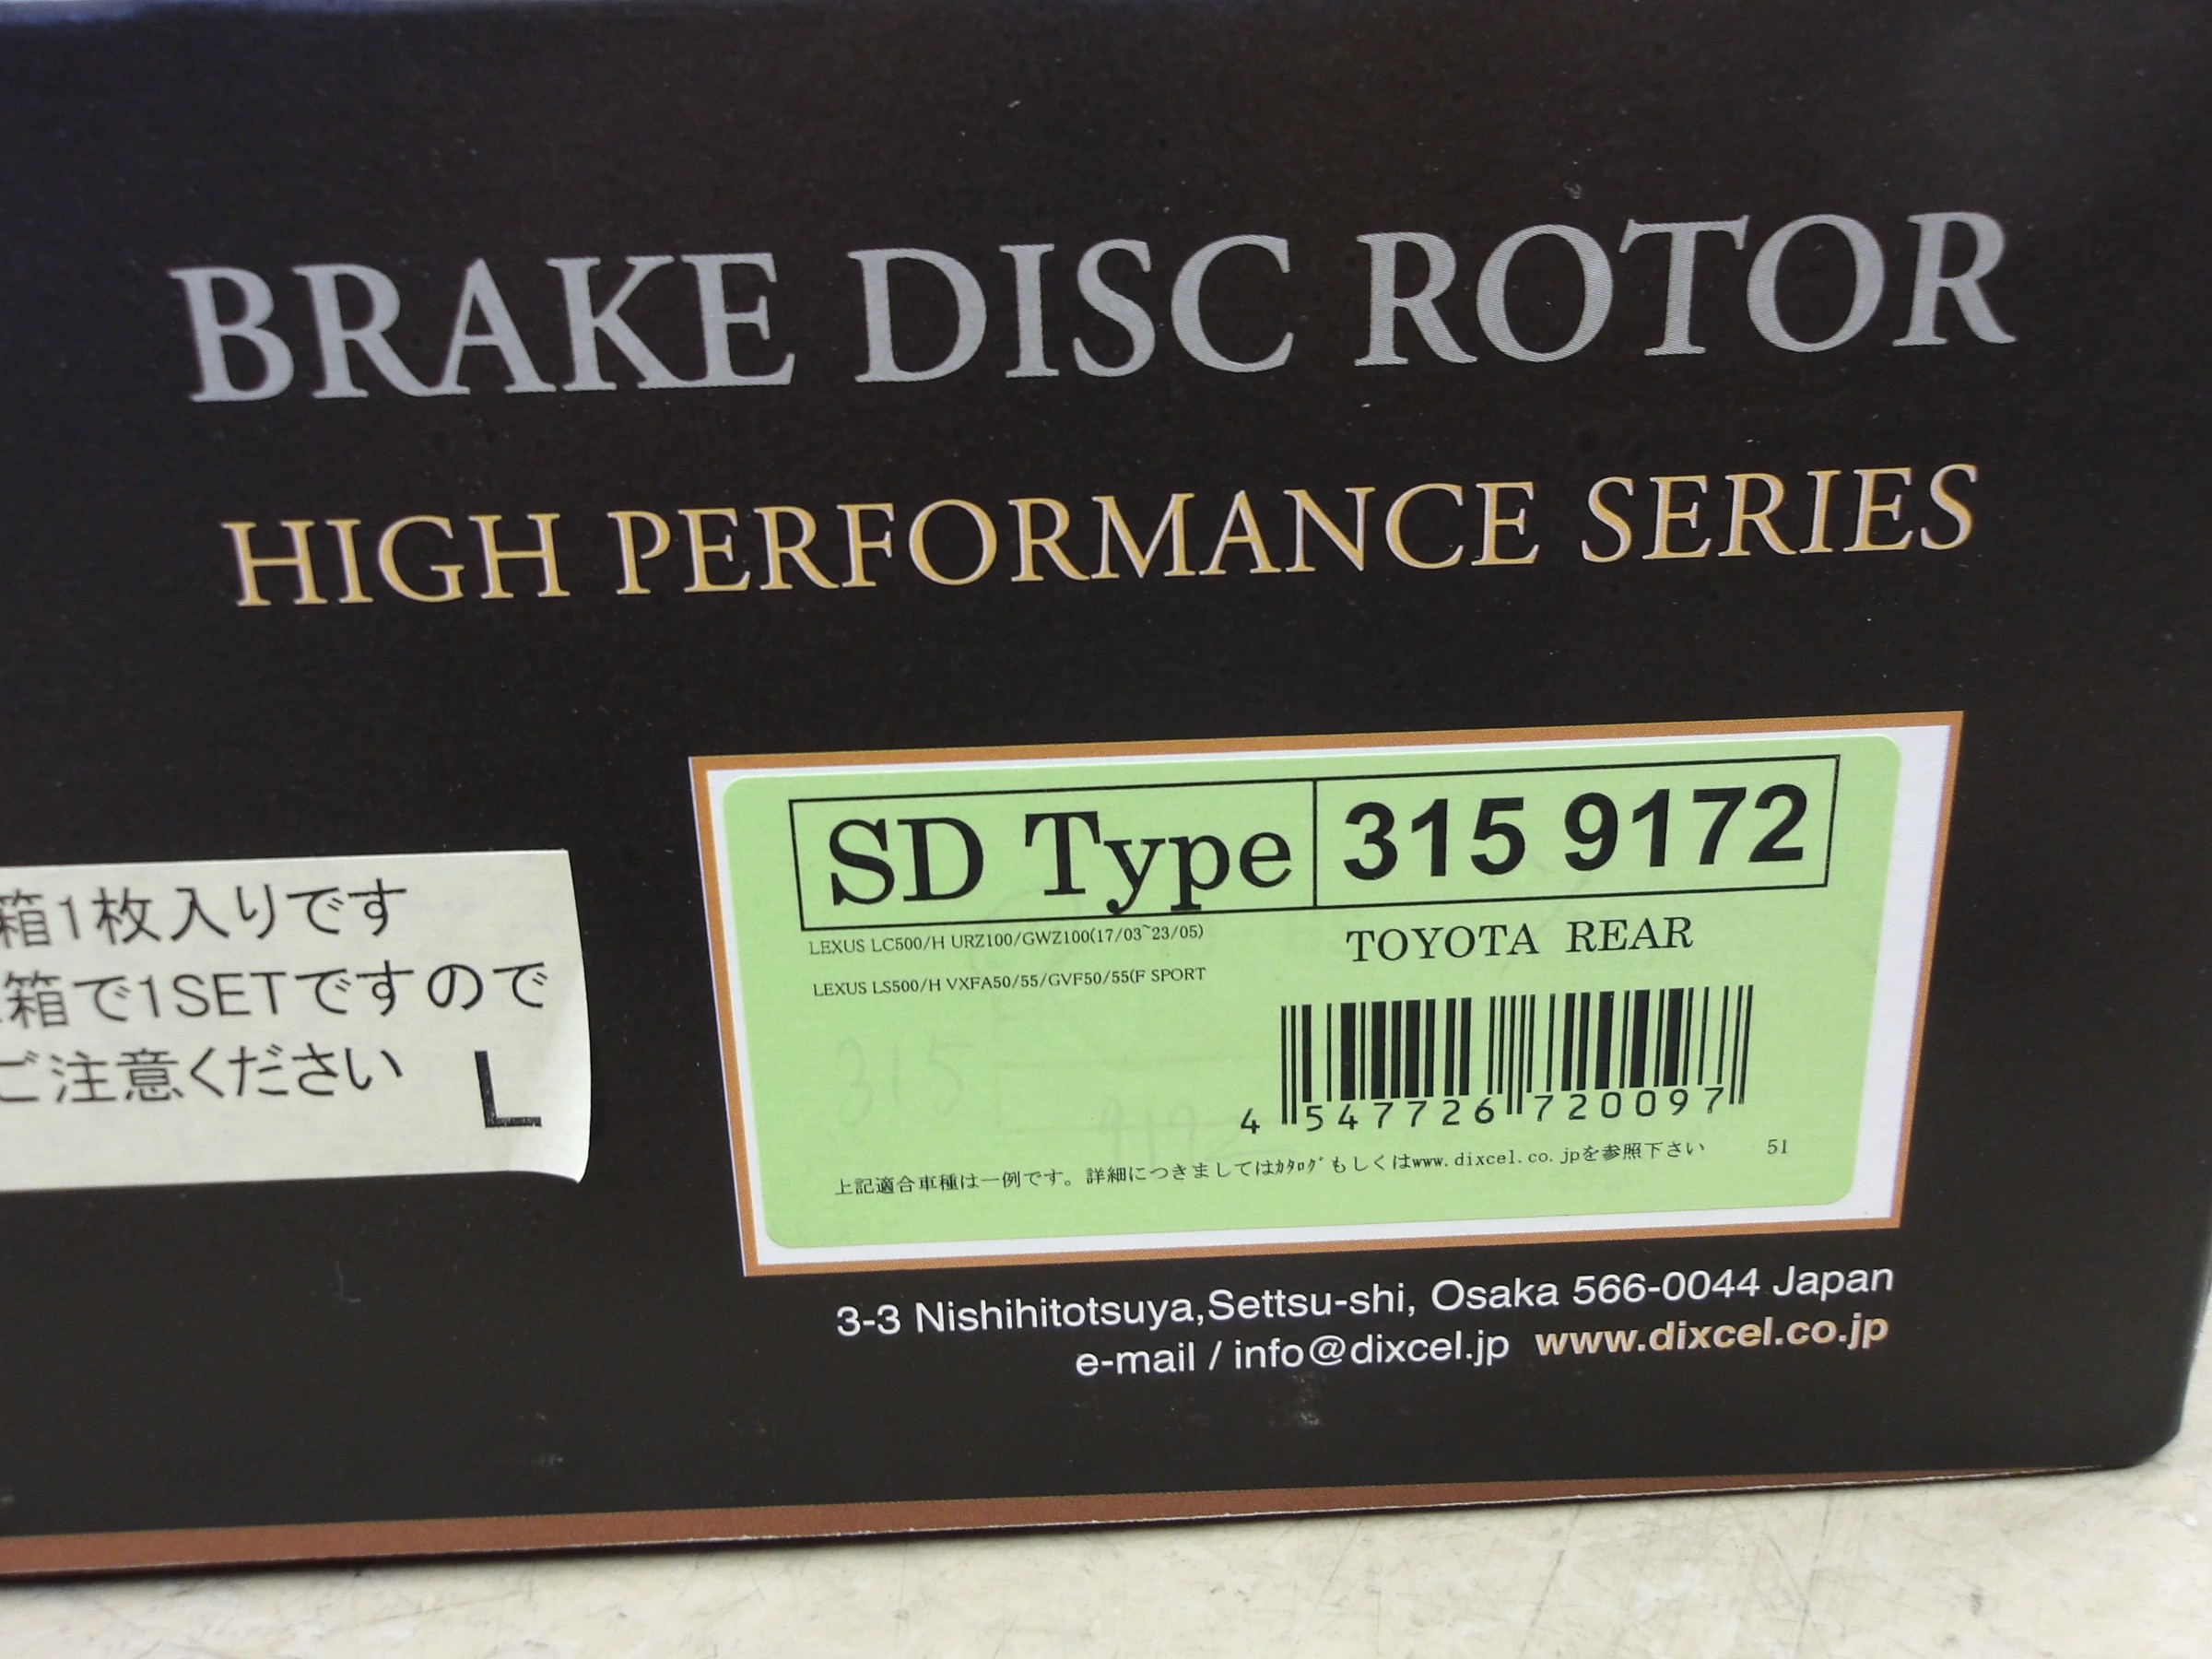 BRAKE DISC ROTOR
HIGH PERFORMANCE SERIES
SD Type 315 9172
LEXUS LC500/H URZ100/GWZ100(17/03~23/05)
TOYOTA REAR
LEXUS LS500/H VXFA50/55/GVF50/55(F SPORT
4 547726 720097
上記適合車種は一例です。詳細につきましてはｶﾀﾛｸﾞもしくはwww.dixcel.co.jpを参照下さい 51
箱1枚入りです
箱で1SETですので
ご注意ください
L
3-3 Nishihitotsuya,Settsu-shi, Osaka 566-0044 Japan
e-mail / info@dixcel.jp www.dixcel.co.jp